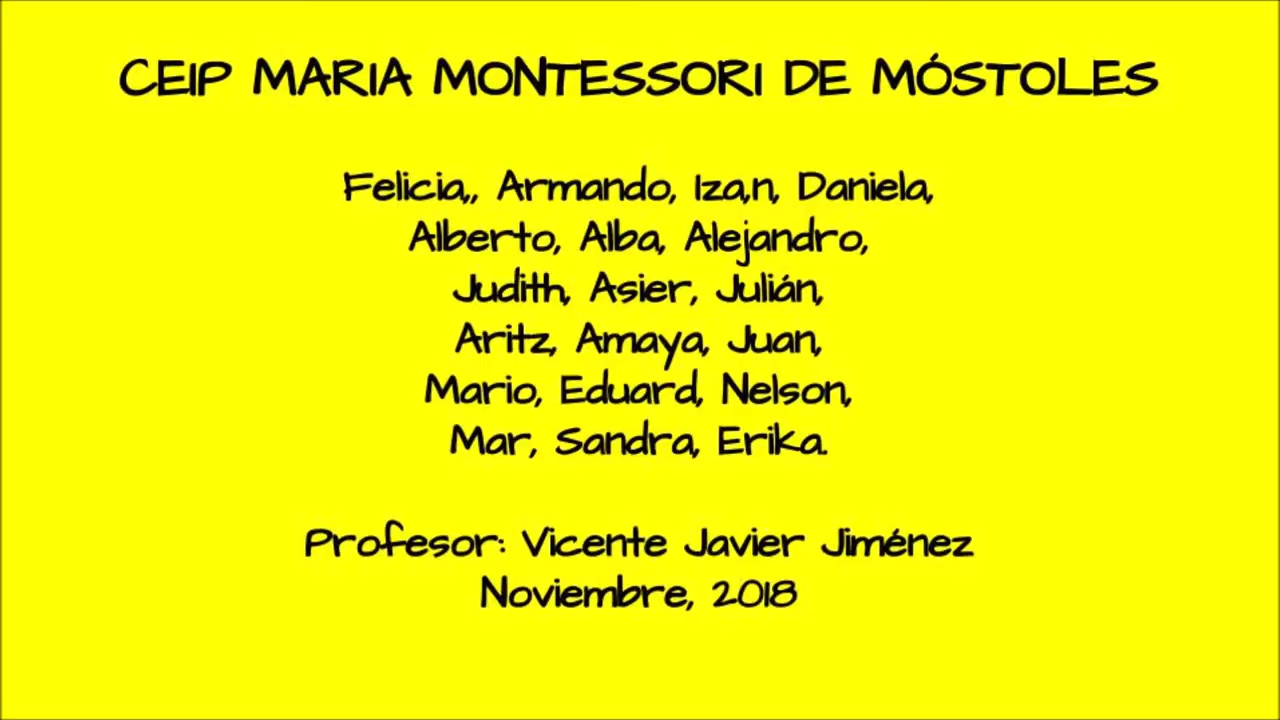 CEIP MARIA MONTESSORI DE MÓSTOLES
Felicia,, Armando, Iza,n, Daniela,
Alberto, Alba, Alejandro,
Judith, Asier, Julián,
Aritz, Amaya, Juan,
Mario, Eduard, Nelson,
Mar, Sandra, Erika.
Profesor: Vicente Javier Jiménez
Noviembre, 2018